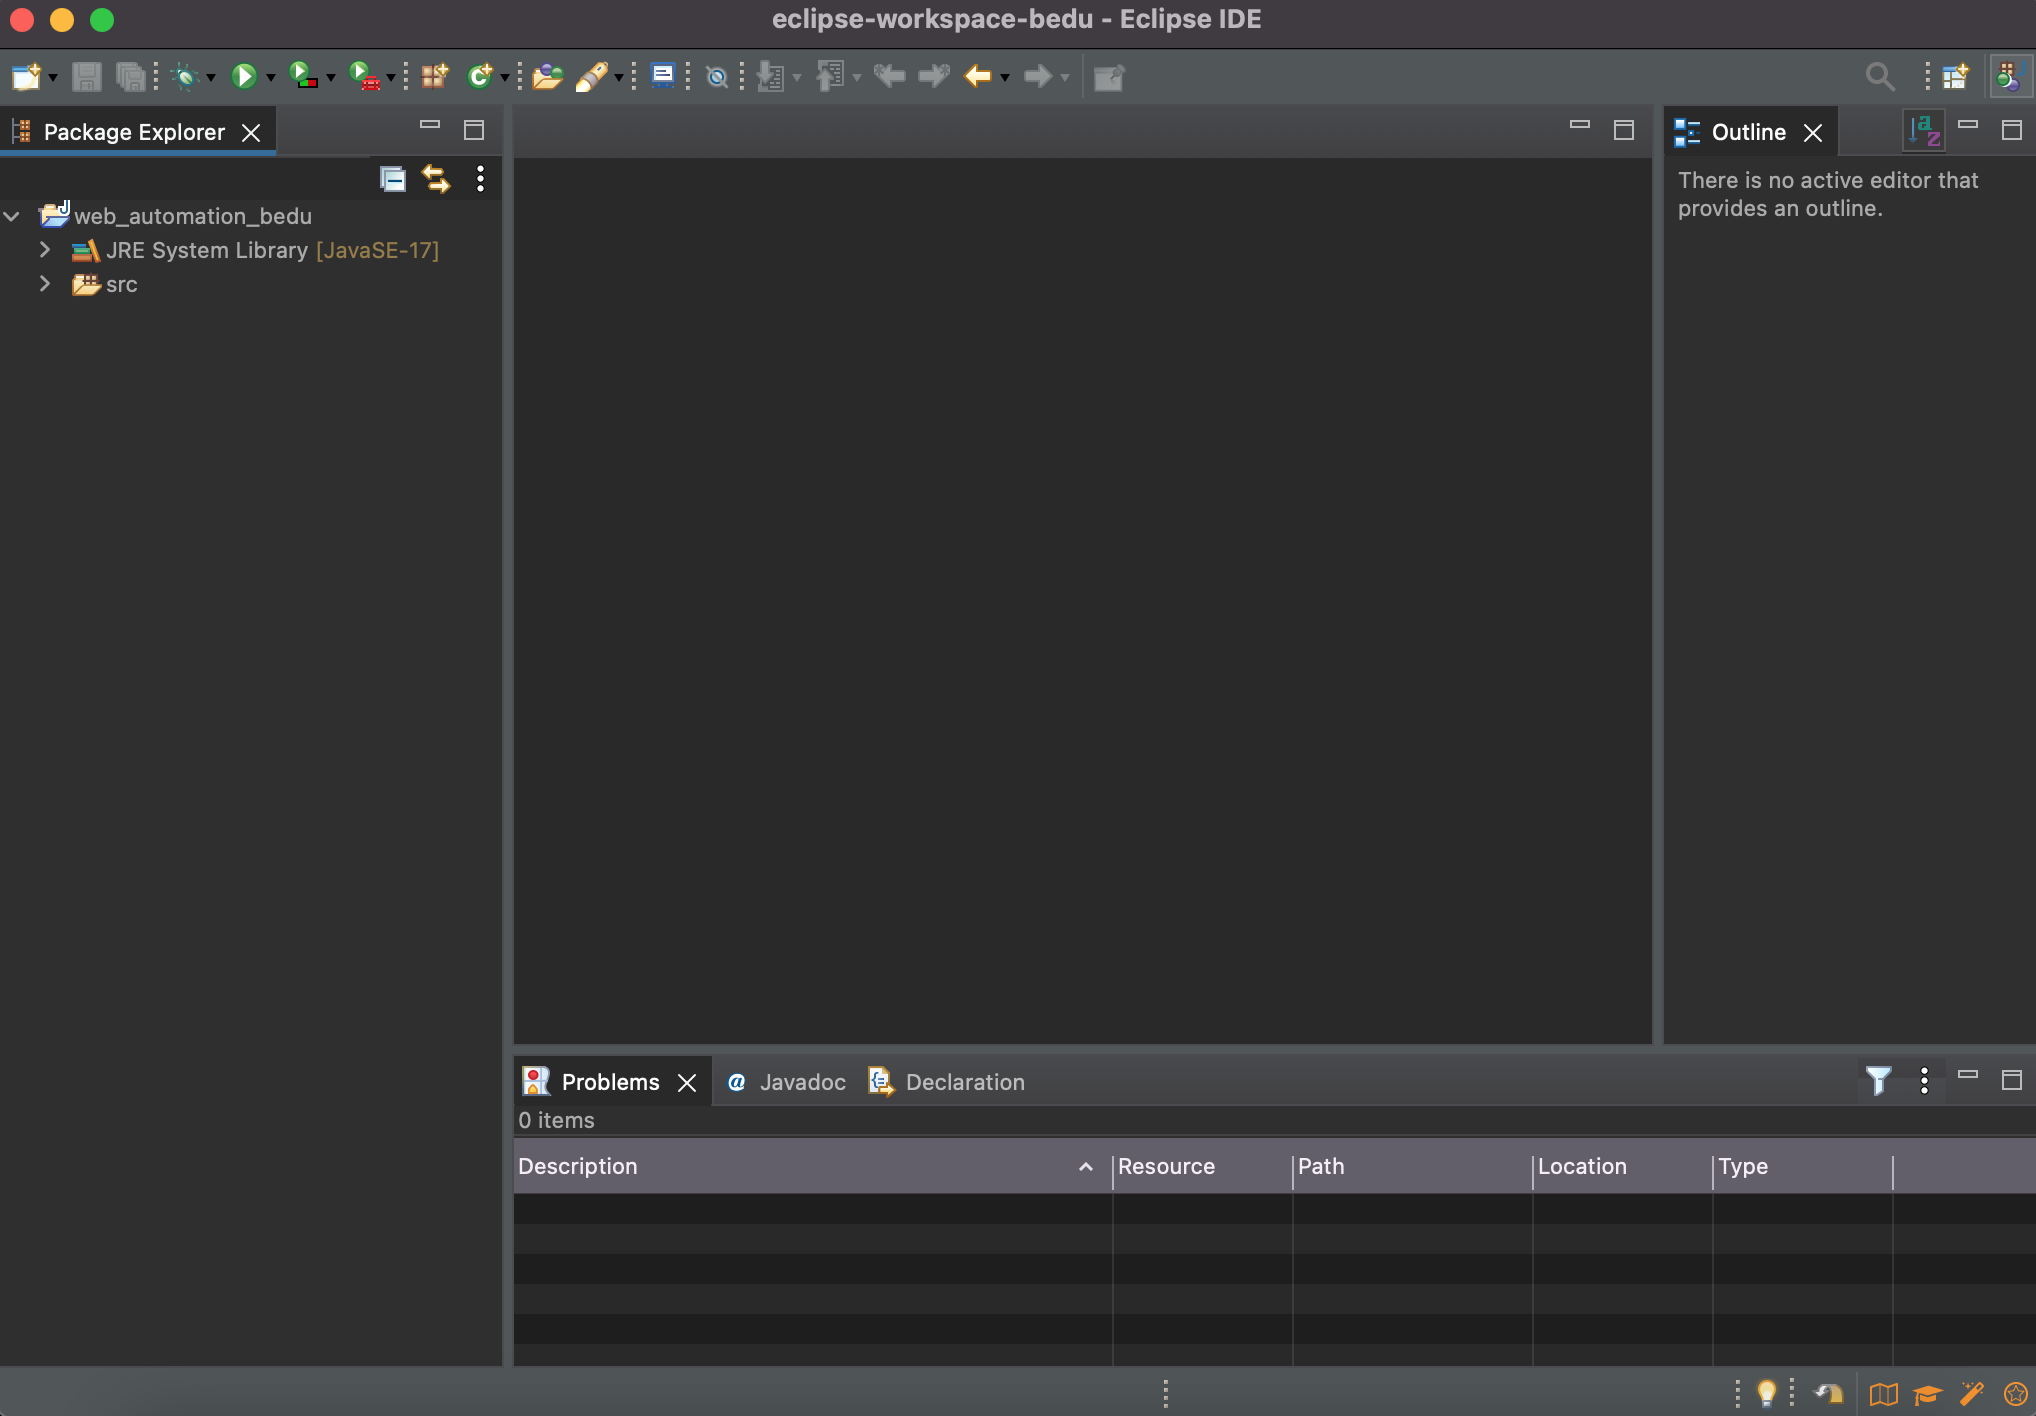 eclipse-workspace-bedu - Eclipse IDE
Package Explorer
web_automation_bedu
JRE System Library [JavaSE-17]
src
Outline
There is no active editor that
provides an outline.
Problems
Javadoc
Declaration
0 items
Description
Resource
Path
Location
Type